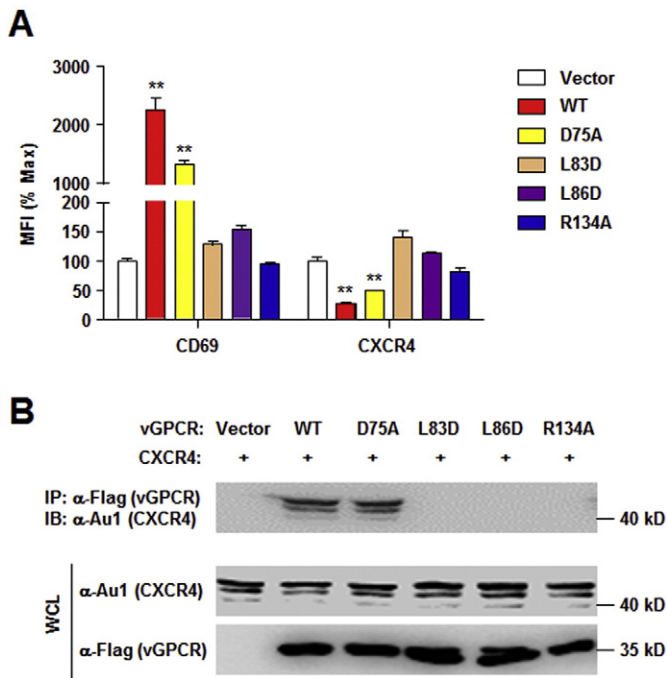 A
3000
2000
1000
200
150
100
50
0
MFI (% Max)
** ** ** **
CD69 CXCR4
Vector
WT
D75A
L83D
L86D
R134A
B
vGPCR: Vector WT D75A L83D L86D R134A
CXCR4: + + + + + +
IP: α-Flag (vGPCR)
IB: α-Au1 (CXCR4)
40 kD
WCL
α-Au1 (CXCR4)
40 kD
α-Flag (vGPCR)
35 kD